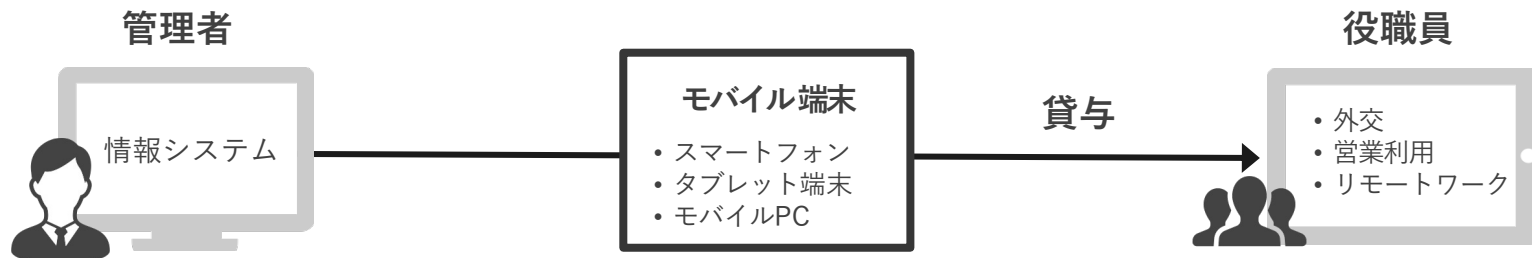 管理者
情報システム
モバイル端末
• スマートフォン
• タブレット端末
• モバイルPC
貸与
役職員
• 外交
• 営業利用
• リモートワーク